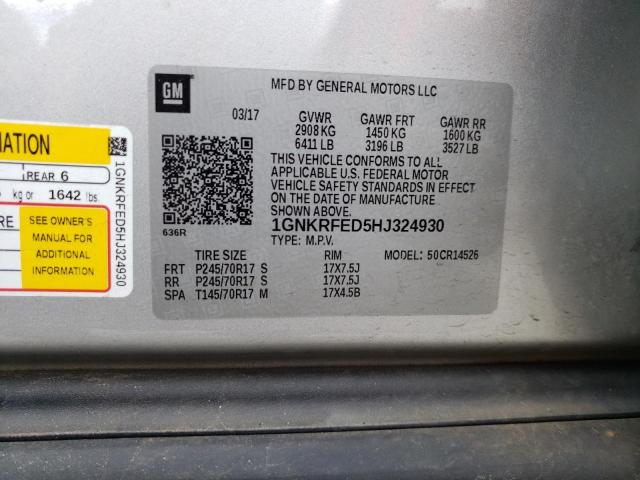 GM
MFD BY GENERAL MOTORS LLC
03/17 GVWR GAWR FRT GAWR RR
2908 KG 1450 KG 1600 KG
6411 LB 3196 LB 3527 LB
THIS VEHICLE CONFORMS TO ALL
APPLICABLE U.S. FEDERAL MOTOR
VEHICLE SAFETY STANDARDS IN EFFECT
ON THE DATE OF MANUFACTURE
SHOWN ABOVE.
636R
1GNKRFED5HJ324930
TYPE: M.P.V. MODEL: 50CR14526
TIRE SIZE RIM
FRT P245/70R17 S 17X7.5J
RR P245/70R17 S 17X7.5J
SPA T145/70R17 M 17X4.5B
REAR 6
kg or 1642 lbs.
SEE OWNER'S
MANUAL FOR
ADDITIONAL
INFORMATION
1GNKRFED5HJ324930